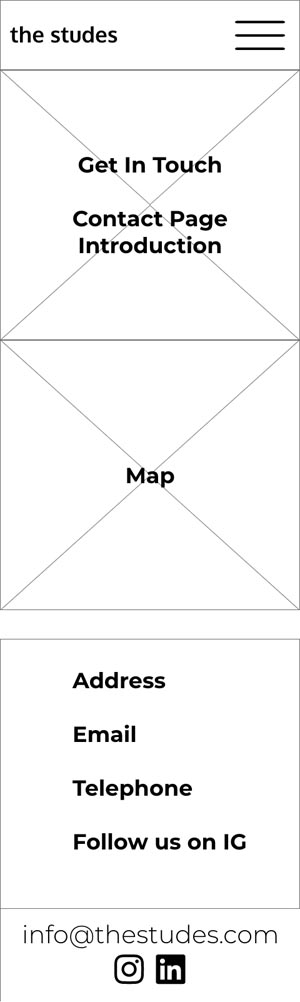 the studes
Get In Touch
Contact Page
Introduction
Map
Address
Email
Telephone
Follow us on IG
info@thestudes.com
in